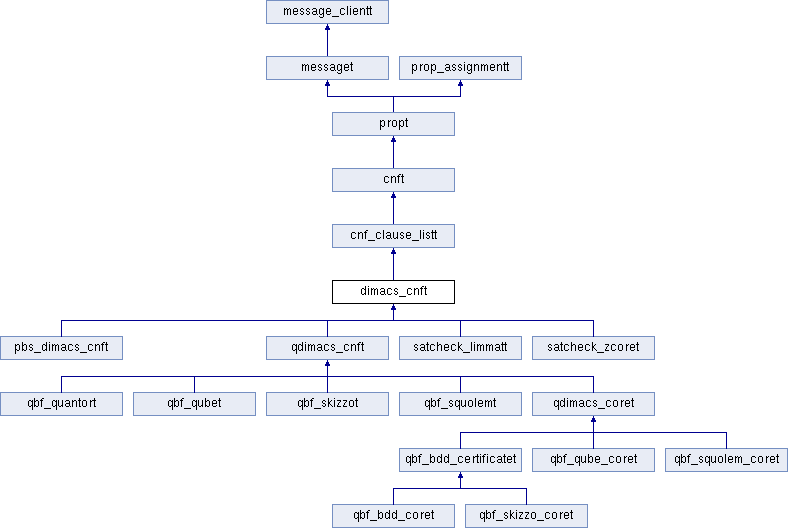 message_clientt
messaget
prop_assignmentt
propt
cnft
cnf_clause_listt
dimacs_cnft
pbs_dimacs_cnft
qdimacs_cnft
satcheck_limmatt
satcheck_zcoret
qbf_quantort
qbf_qubet
qbf_skizzot
qbf_squolemt
qdimacs_coret
qbf_bdd_certificatet
qbf_qube_coret
qbf_squolem_coret
qbf_bdd_coret
qbf_skizzo_coret